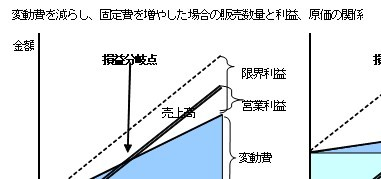 変動費を減らし、固定費を増やした場合の販売数量と利益、原価の関係
金額
損益分岐点
限界利益
営業利益
売上高
変動費